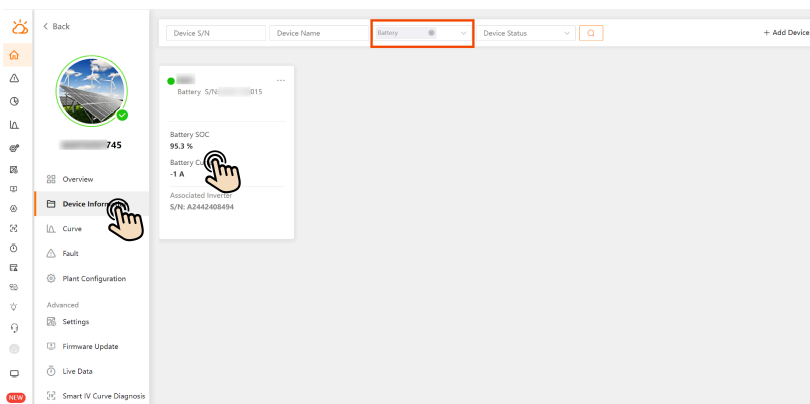 Back
Device S/N
Device Name
Battery
Device Status
+ Add Device
Battery S/N: 015
745
Battery SOC
95.3 %
Battery
-1 A
Associated Inverter
S/N: A2442408494
Overview
Device
Curve
Fault
Plant Configuration
Advanced
Settings
Firmware Update
Live Data
NEW
Smart IV Curve Diagnosis